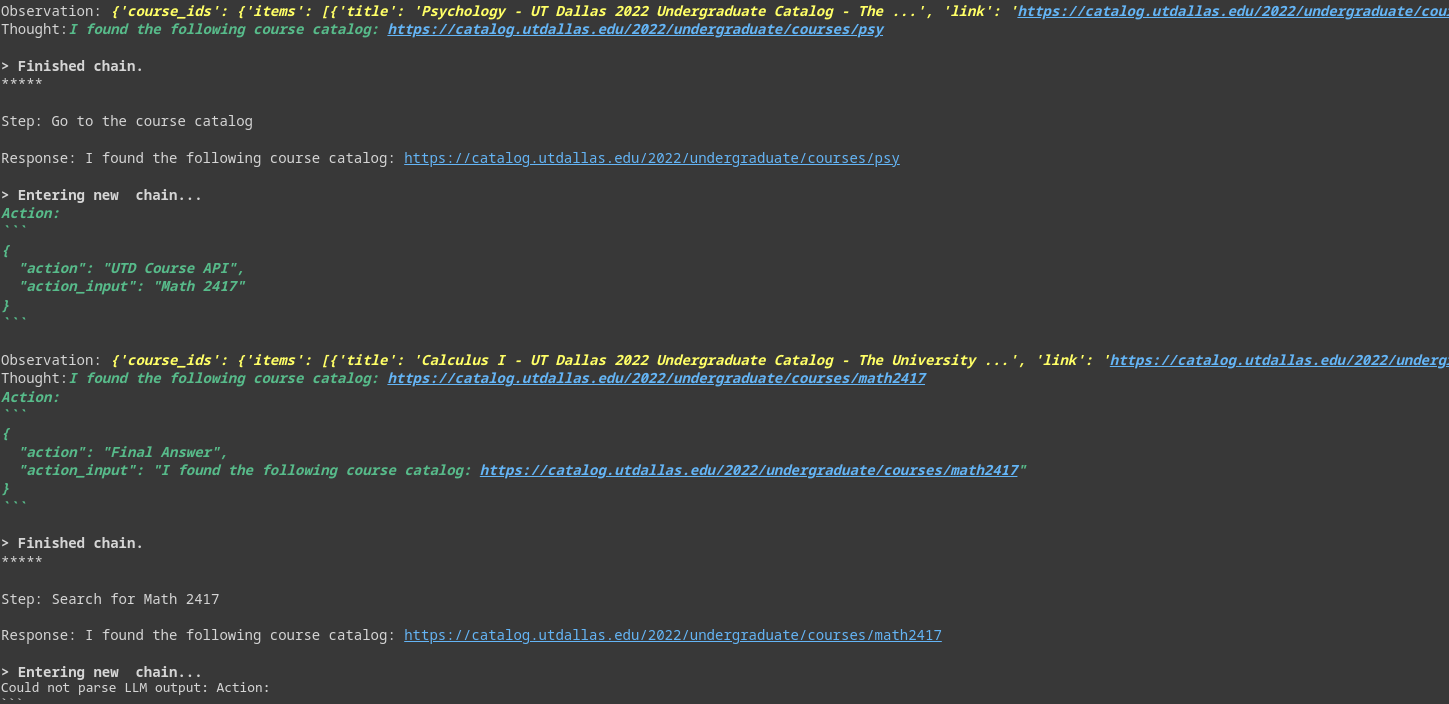 Observation: {'course_ids': {'items': [{'title': 'Psychology - UT Dallas 2022 Undergraduate Catalog - The ...', 'link': 'https://catalog.utdallas.edu/2022/undergraduate/cou
Thought:I found the following course catalog: https://catalog.utdallas.edu/2022/undergraduate/courses/psy
> Finished chain.
*****
Step: Go to the course catalog
Response: I found the following course catalog: https://catalog.utdallas.edu/2022/undergraduate/courses/psy
> Entering new  chain...
Action:
```
{
  "action": "UTD Course API",
  "action_input": "Math 2417"
}
```
Observation: {'course_ids': {'items': [{'title': 'Calculus I - UT Dallas 2022 Undergraduate Catalog - The University ...', 'link': 'https://catalog.utdallas.edu/2022/underg
Thought:I found the following course catalog: https://catalog.utdallas.edu/2022/undergraduate/courses/math2417
Action:
```
{
  "action": "Final Answer",
  "action_input": "I found the following course catalog: https://catalog.utdallas.edu/2022/undergraduate/courses/math2417"
}
```
> Finished chain.
*****
Step: Search for Math 2417
Response: I found the following course catalog: https://catalog.utdallas.edu/2022/undergraduate/courses/math2417
> Entering new  chain...
Could not parse LLM output: Action:
```